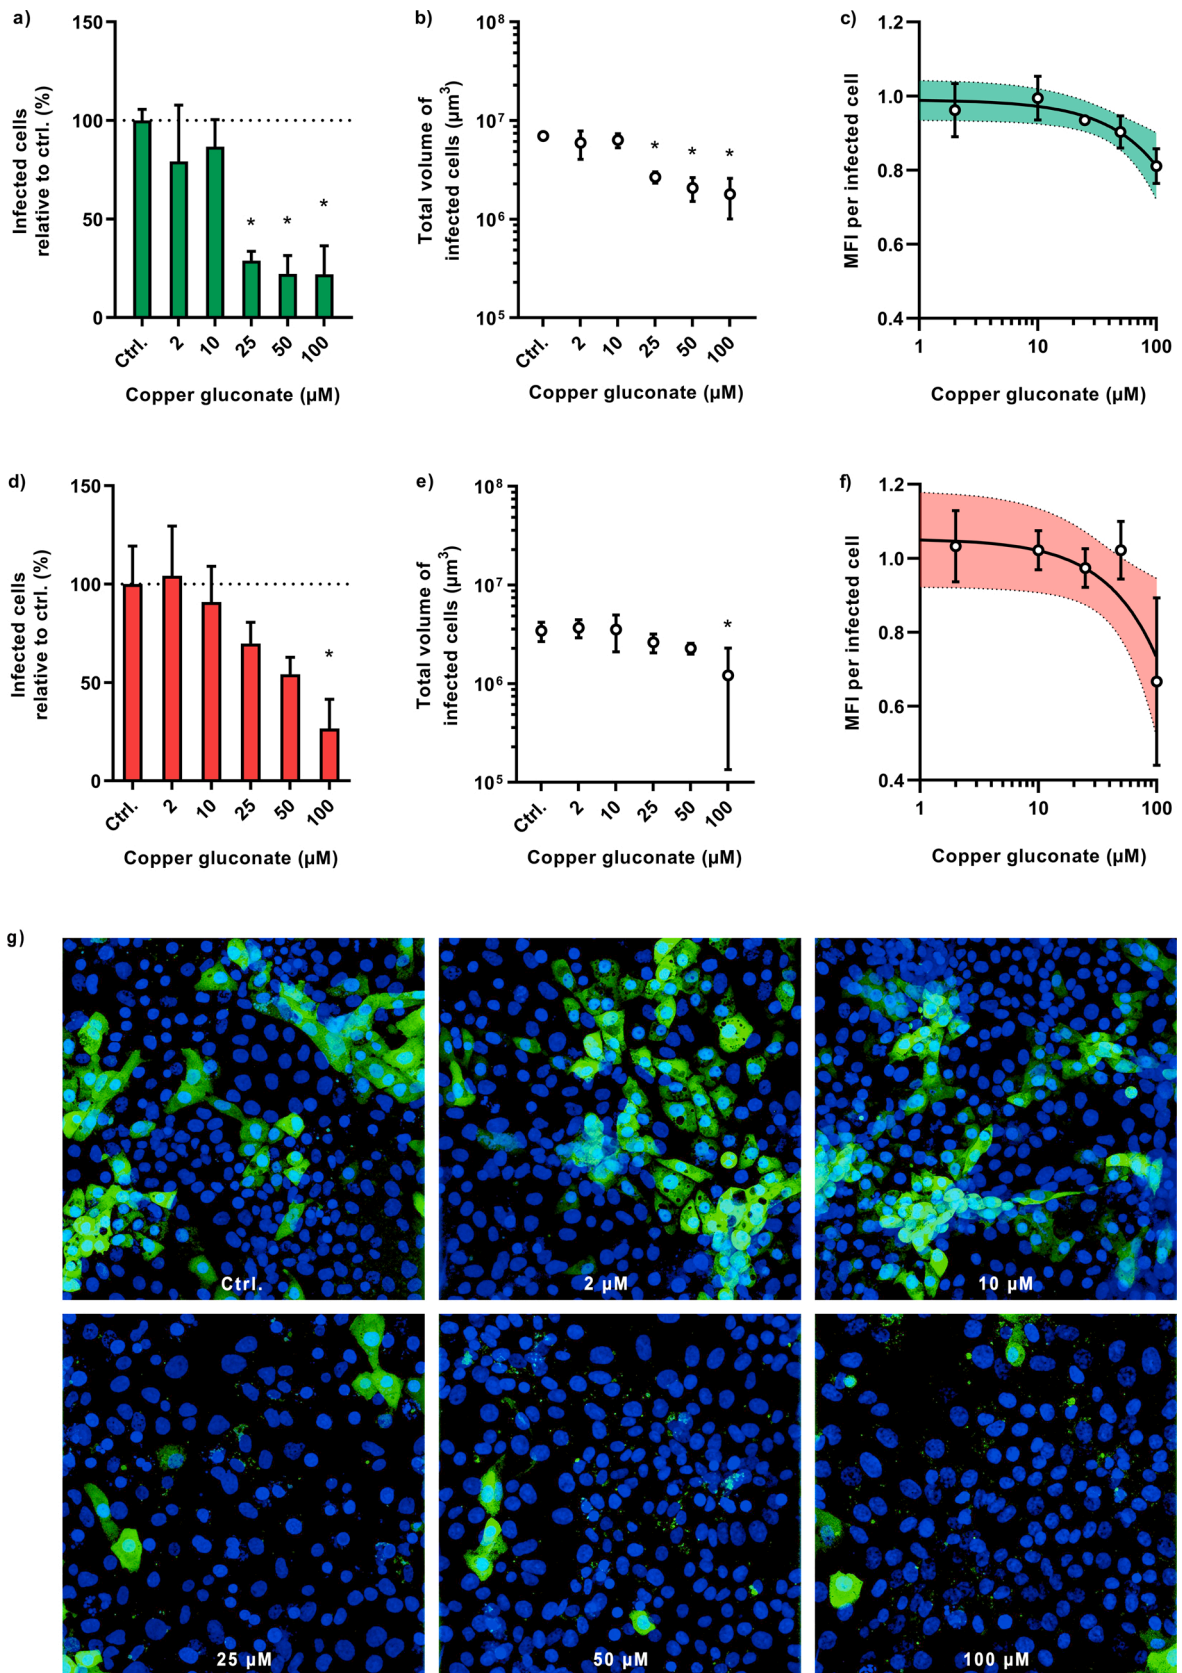 a)
Infected cells
relative to ctrl. (%)
150
100
50
0
*
*
*
Ctrl.
2
10
25
50
100
Copper gluconate (µM)
b)
Total volume of
infected cells (µm³)
10⁸
10⁷
10⁶
10⁵
*
*
*
Ctrl.
2
10
25
50
100
Copper gluconate (µM)
c)
MFI per infected cell
1.2
1.0
0.8
0.6
0.4
1
10
100
Copper gluconate (µM)
d)
Infected cells
relative to ctrl. (%)
150
100
50
0
*
Ctrl.
2
10
25
50
100
Copper gluconate (µM)
e)
Total volume of
infected cells (µm³)
10⁸
10⁷
10⁶
10⁵
*
Ctrl.
2
10
25
50
100
Copper gluconate (µM)
f)
MFI per infected cell
1.2
1.0
0.8
0.6
0.4
1
10
100
Copper gluconate (µM)
g)
Ctrl.
2 µM
10 µM
25 µM
50 µM
100 µM